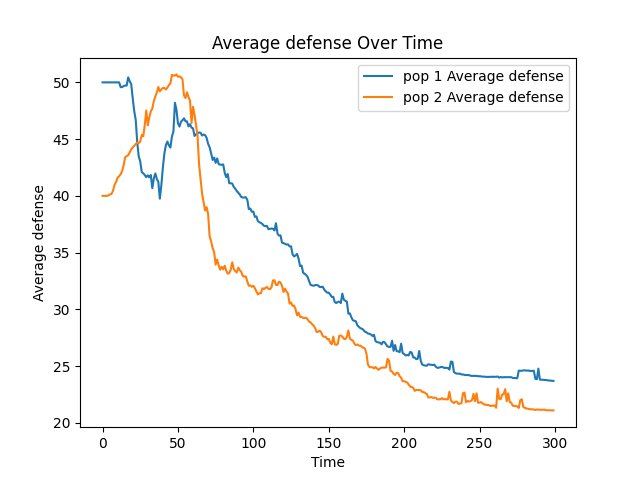 Average defense Over Time
pop 1 Average defense
pop 2 Average defense
Average defense
50
45
40
35
30
25
20
0 50 100 150 200 250 300
Time